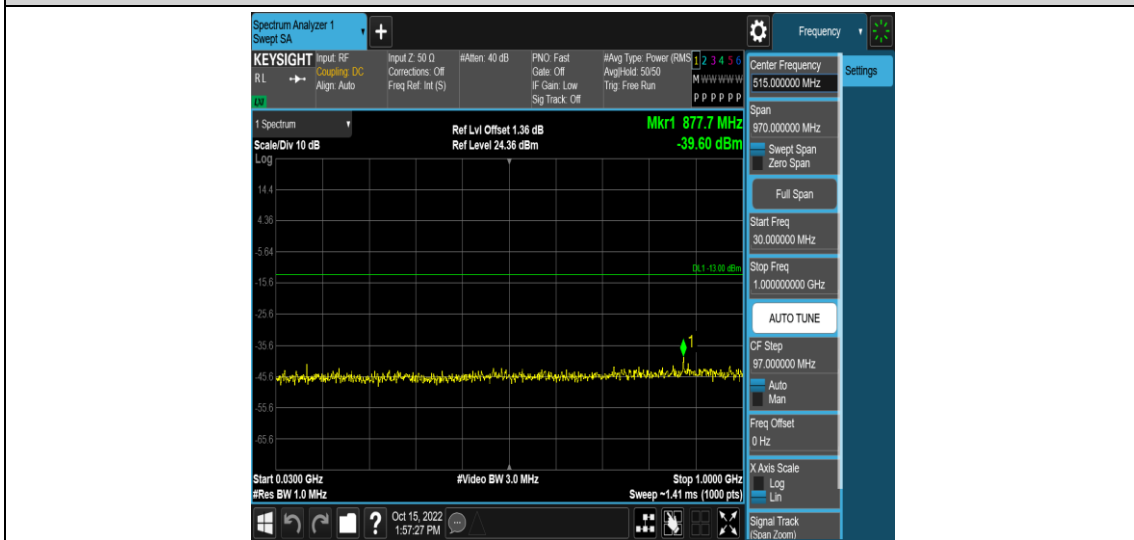 Spectrum Analyzer 1
Swept SA
+
Frequency
KEYSIGHT
RL
Input: RF
Coupling: DC
Align: Auto
Input Z: 50 Ω
Corrections: Off
Freq Ref: Int (S)
#Atten: 40 dB
PNO: Fast
Gate: Off
IF Gain: Low
Sig Track: Off
#Avg Type: Power (RMS
Avg|Hold: 50/50
Trig: Free Run
1 2 3 4 5 6
M W W W W W
P P P P P P
1 Spectrum
Scale/Div 10 dB
Log
Ref Lvl Offset 1.36 dB
Ref Level 24.36 dBm
Mkr1 877.7 MHz
-39.60 dBm
14.4
4.36
-5.64
DL1 -13.00 dBm
-15.6
-25.6
-35.6
1
-45.6
-55.6
-65.6
Start 0.0300 GHz
#Res BW 1.0 MHz
#Video BW 3.0 MHz
Stop 1.0000 GHz
Sweep ~1.41 ms (1000 pts)
Center Frequency
515.000000 MHz
Settings
Span
970.000000 MHz
Swept Span
Zero Span
Full Span
Start Freq
30.000000 MHz
Stop Freq
1.000000000 GHz
AUTO TUNE
CF Step
97.000000 MHz
Auto
Man
Freq Offset
0 Hz
X Axis Scale
Log
Lin
Signal Track
(Span Zoom)
?
Oct 15, 2022
1:57:27 PM